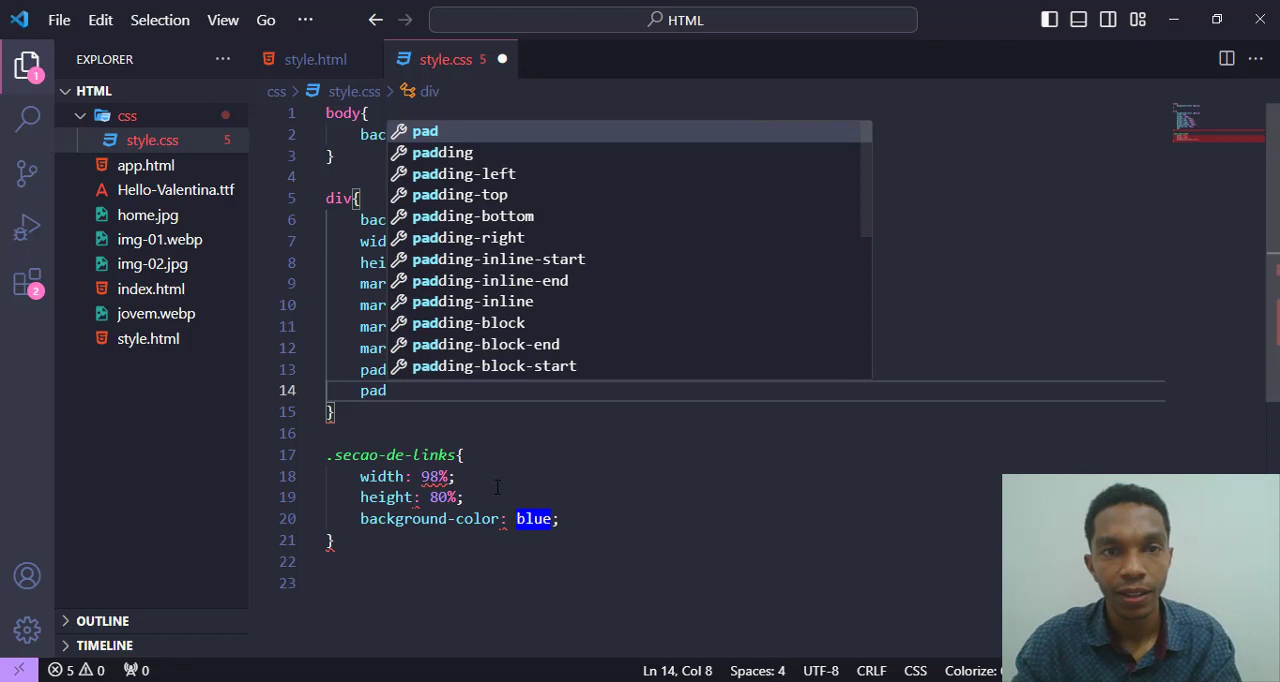 File Edit Selection View Go ··· HTML
EXPLORER ··· style.html style.css 5
HTML css > style.css > div
css
style.css 5
app.html
Hello-Valentina.ttf
home.jpg
img-01.webp
img-02.jpg
index.html
jovem.webp
style.html
OUTLINE
TIMELINE
1
2
1 body{
2 bac
3 }
4
5 div{
6 bac
7 wid
8 hei
9 mar
10 mar
11 mar
12 mar
13 pad
14 pad
15 }
16
17 .secao-de-links{
18 width: 98%;
19 height: 80%;
20 background-color: blue;
21 }
22
23
pad
padding
padding-left
padding-top
padding-bottom
padding-right
padding-inline-start
padding-inline-end
padding-inline
padding-block
padding-block-end
padding-block-start
5 0 0 Ln 14, Col 8 Spaces: 4 UTF-8 CRLF CSS Colorize: